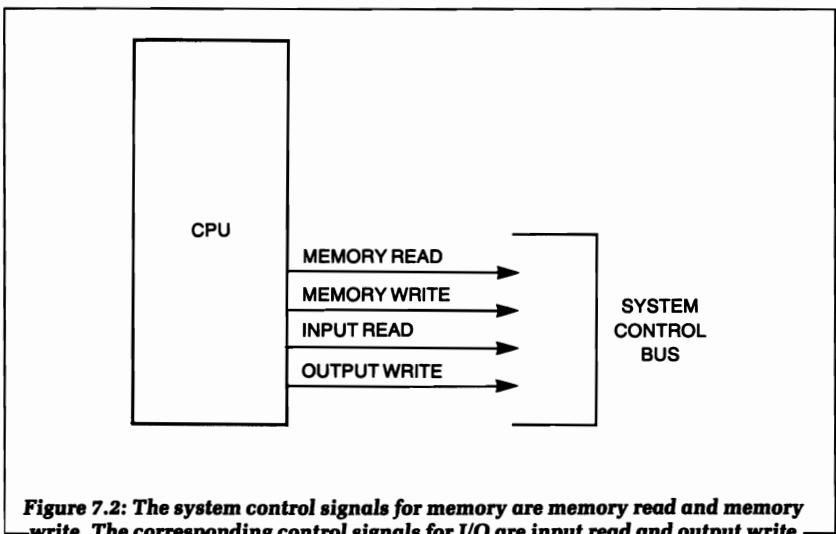 CPU
MEMORY READ
MEMORY WRITE
INPUT READ
OUTPUT WRITE
SYSTEM
CONTROL
BUS
Figure 7.2: The system control signals for memory are memory read and memory
write. The corresponding control signals for I/O are input read and output write